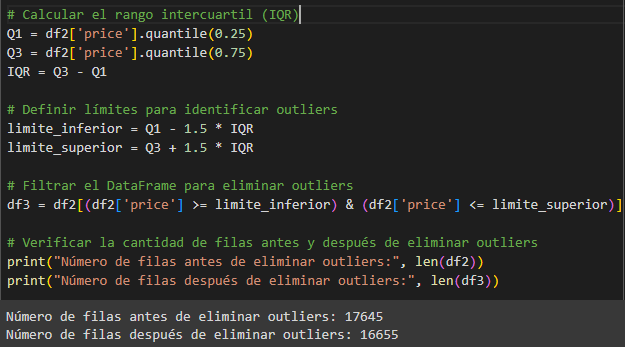 # Calcular el rango intercuartil (IQR)
Q1 = df2['price'].quantile(0.25)
Q3 = df2['price'].quantile(0.75)
IQR = Q3 - Q1
# Definir límites para identificar outliers
limite_inferior = Q1 - 1.5 * IQR
limite_superior = Q3 + 1.5 * IQR
# Filtrar el DataFrame para eliminar outliers
df3 = df2[(df2['price'] >= limite_inferior) & (df2['price'] <= limite_superior)]
# Verificar la cantidad de filas antes y después de eliminar outliers
print("Número de filas antes de eliminar outliers:", len(df2))
print("Número de filas después de eliminar outliers:", len(df3))
Número de filas antes de eliminar outliers: 17645
Número de filas después de eliminar outliers: 16655